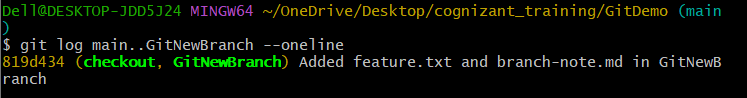 Dell@DESKTOP-JDD5J24 MINGW64 ~/OneDrive/Desktop/cognizant_training/GitDemo (main
)
$ git log main..GitNewBranch --oneline
819d434 (checkout, GitNewBranch) Added feature.txt and branch-note.md in GitNewB
ranch